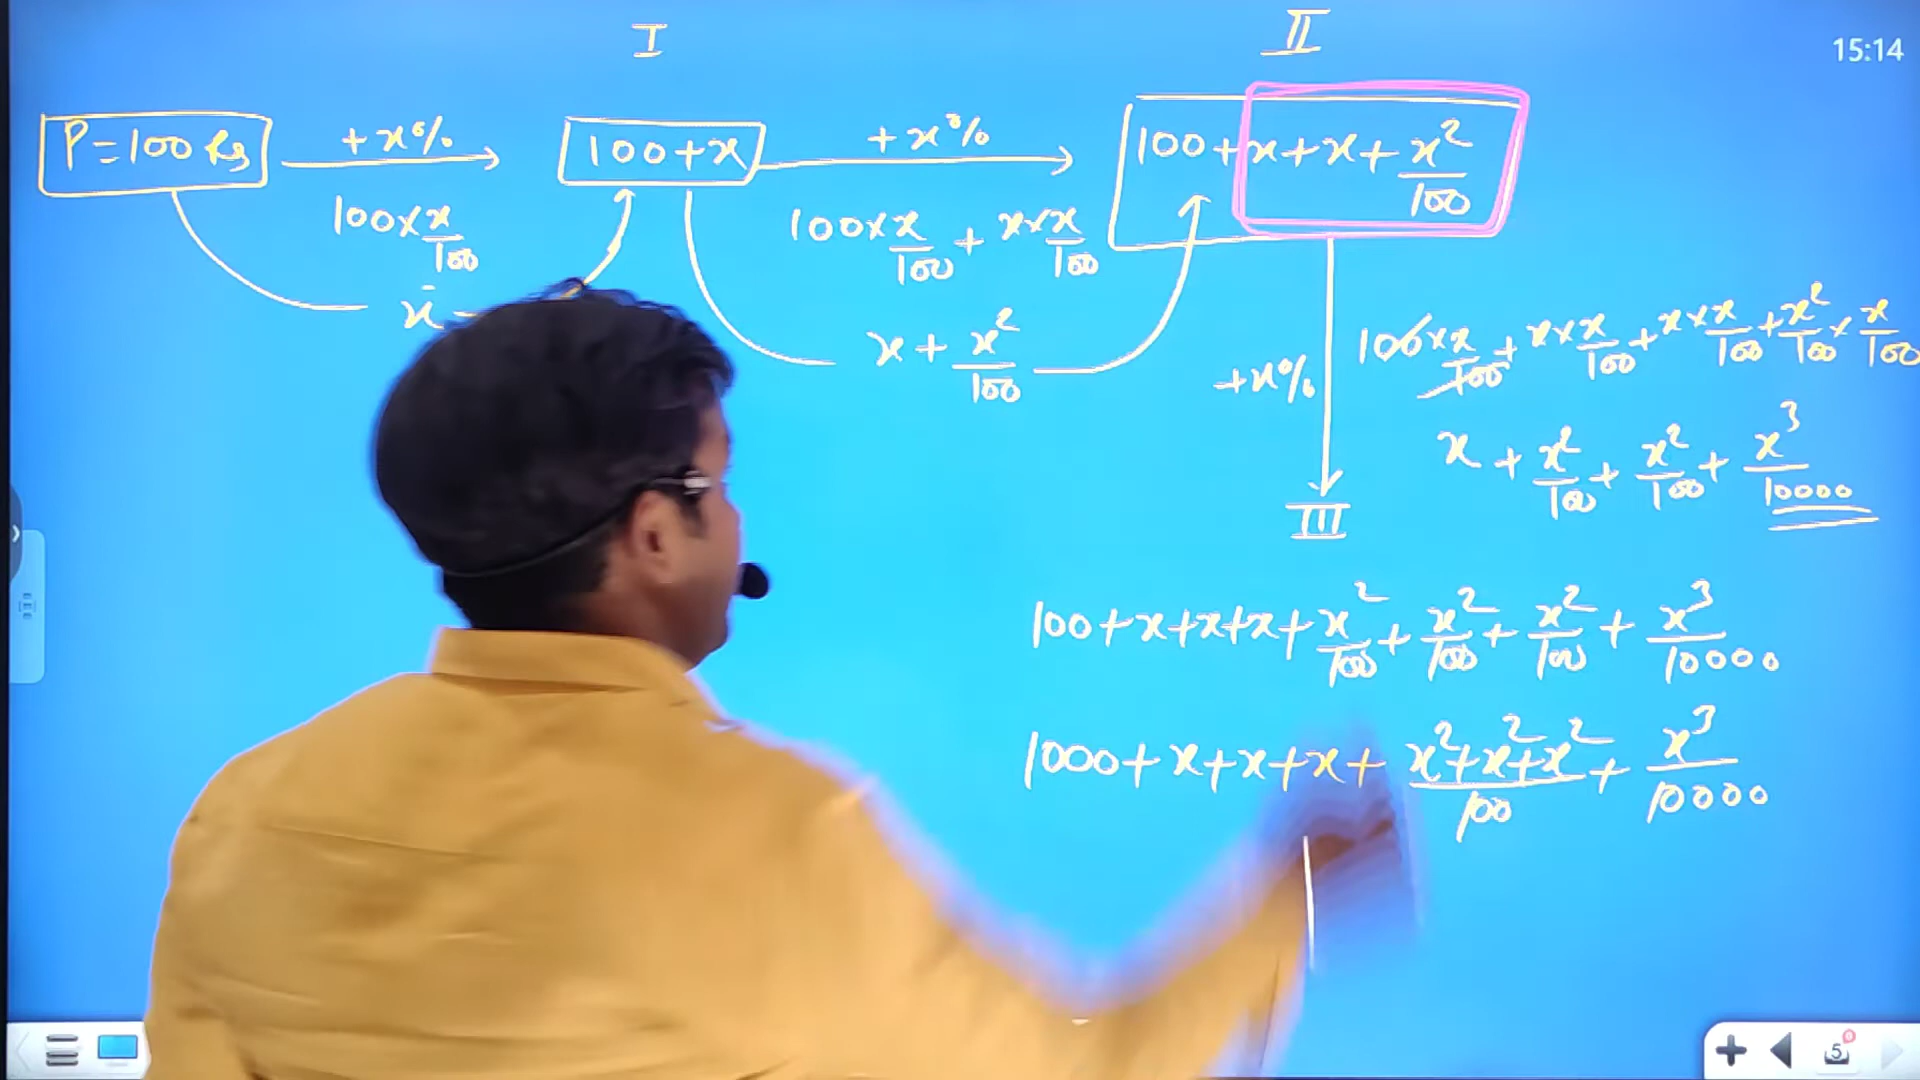 I
II
15:14
P=100 Rs
+x%
100+x
+x%
100+x+x+x²/100
100×x/100
100×x/100+x×x/100
x
x+x²/100
+x%
100×x/100+x×x/100+x×x/100+x²/100×x/100
x+x²/100+x²/100+x³/10000
III
100+x+x+x+x²/100+x²/100+x²/100+x³/10000
1000+x+x+x+x²+x²+x²/100+x³/10000
5